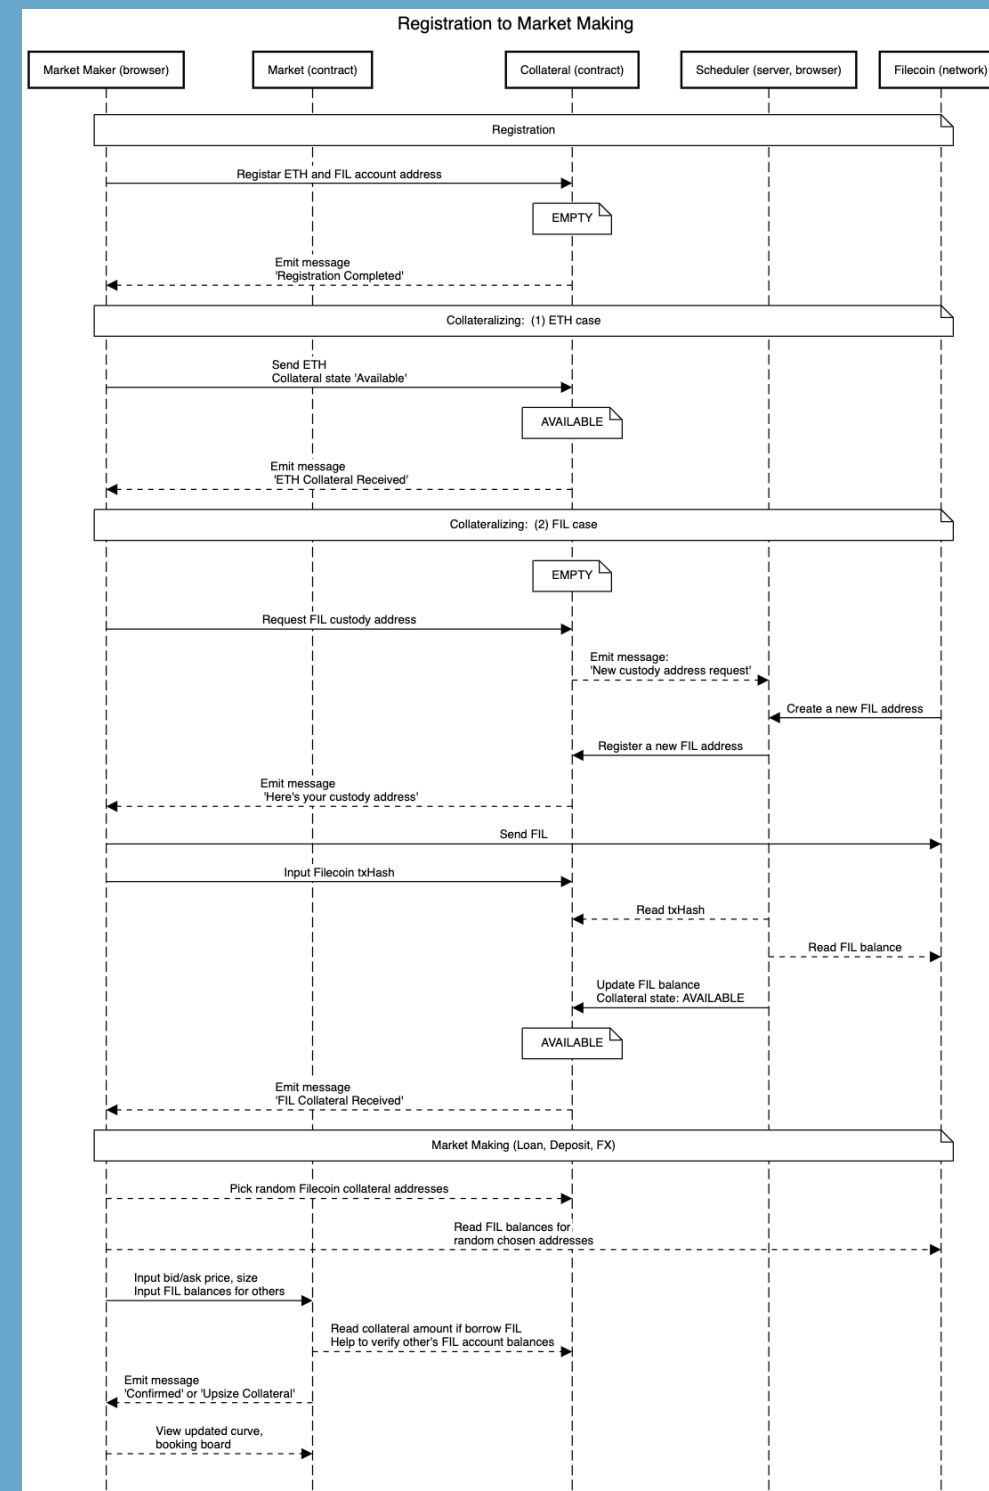 Registration to Market Making
Market Maker (browser)
Market (contract)
Collateral (contract)
Scheduler (server, browser)
Filecoin (network)
Registration
Registar ETH and FIL account address
EMPTY
Emit message
'Registration Completed'
Collateralizing: (1) ETH case
Send ETH
Collateral state 'Available'
AVAILABLE
Emit message
'ETH Collateral Received'
Collateralizing: (2) FIL case
EMPTY
Request FIL custody address
Emit message:
'New custody address request'
Create a new FIL address
Register a new FIL address
Emit message
'Here's your custody address'
Send FIL
Input Filecoin txHash
Read txHash
Read FIL balance
Update FIL balance
Collateral state: AVAILABLE
AVAILABLE
Emit message
'FIL Collateral Received'
Market Making (Loan, Deposit, FX)
Pick random Filecoin collateral addresses
Read FIL balances for
random chosen addresses
Input bid/ask price, size
Input FIL balances for others
Read collateral amount if borrow FIL
Help to verify other's FIL account balances
Emit message
'Confirmed' or 'Upsize Collateral'
View updated curve,
booking board